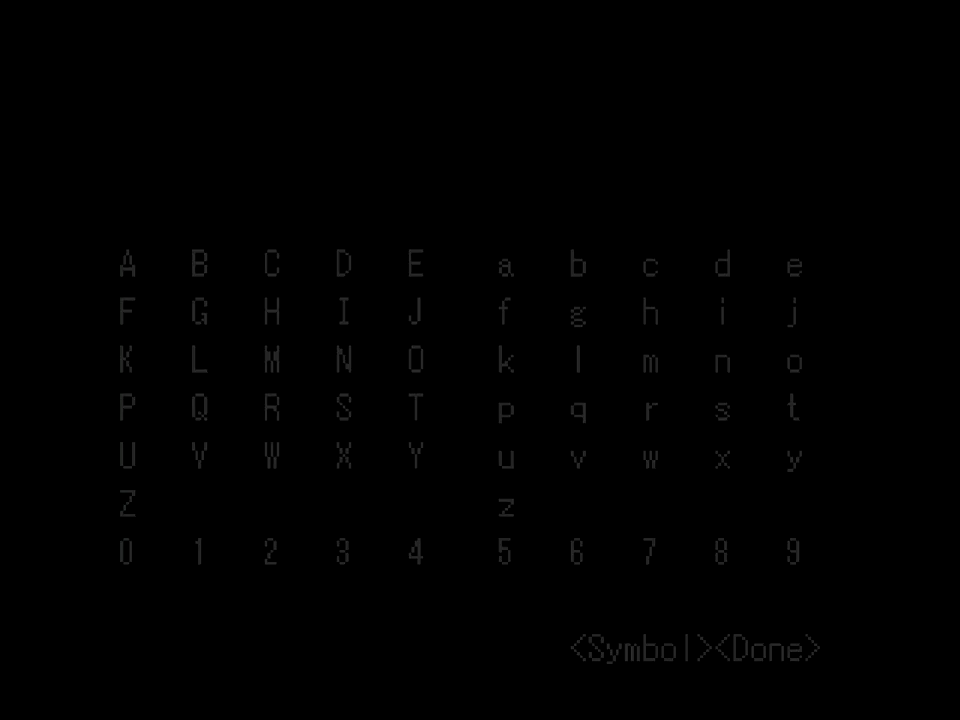 A B C D E a b c d e
F G H I J f g h i j
K L M N O k l m n o
P Q R S T p q r s t
U V W X Y u v w x y
Z z
0 1 2 3 4 5 6 7 8 9
<Symbol><Done>